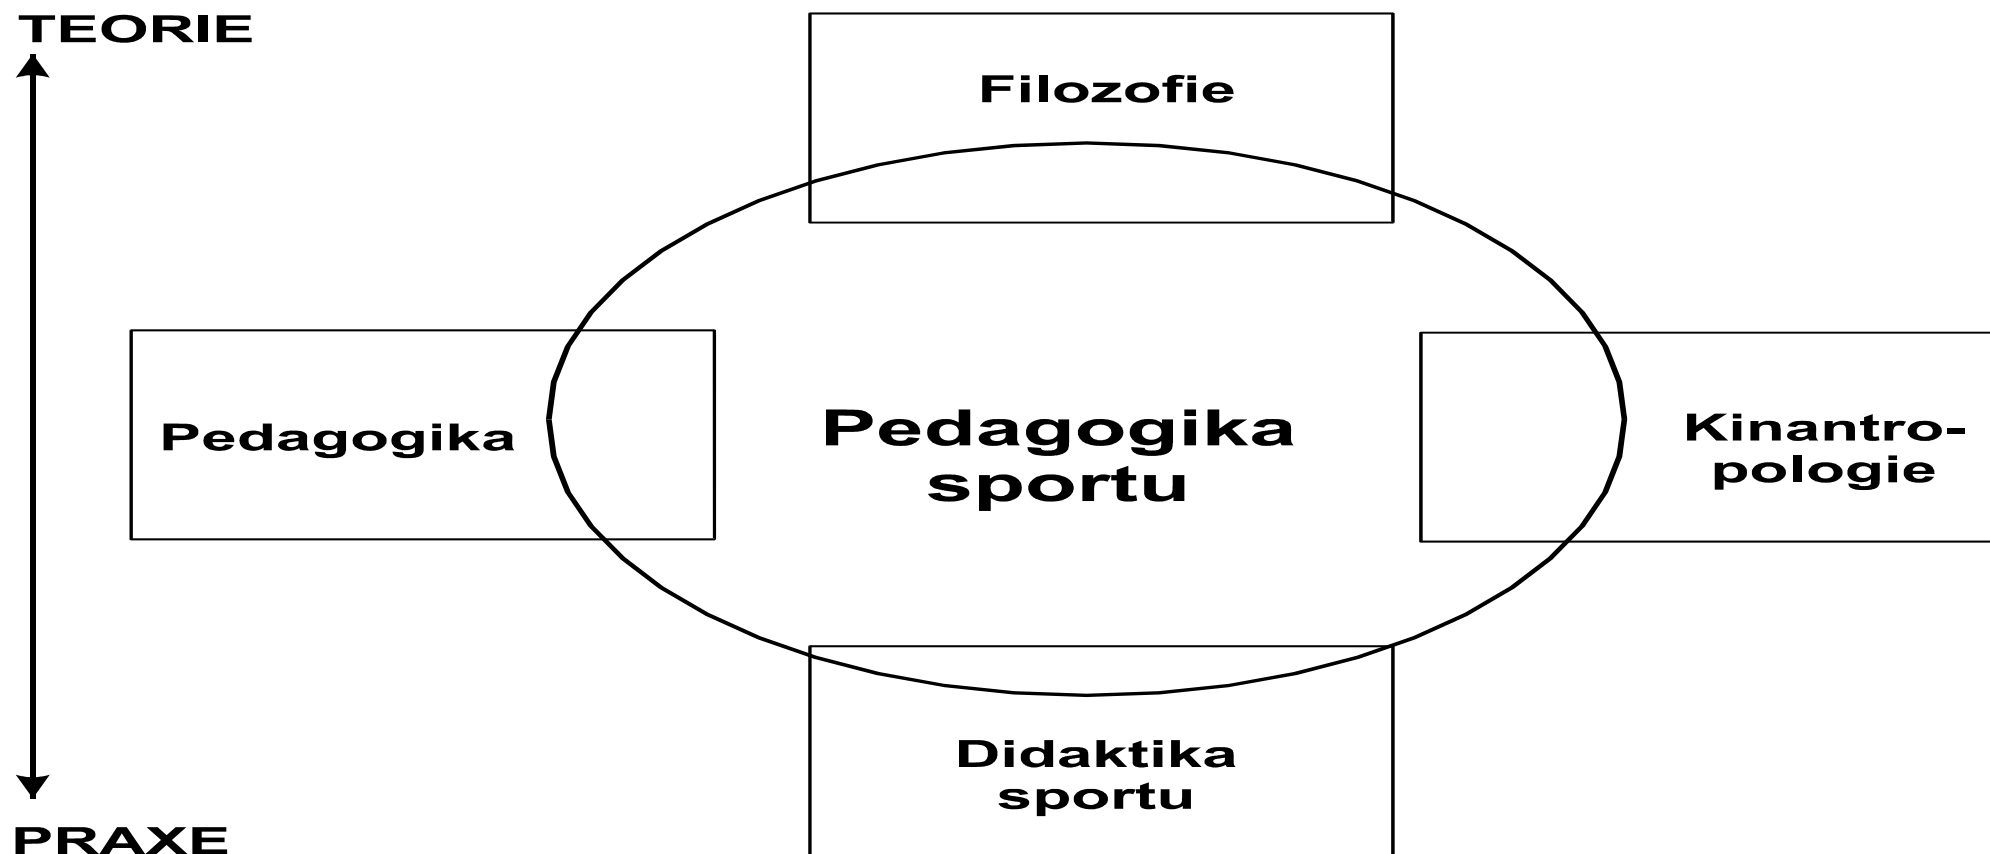 TEORIE
Filozofie
Pedagogika
Pedagogika
sportu
Kinantro-
pologie
Didaktika
sportu
PRAXE